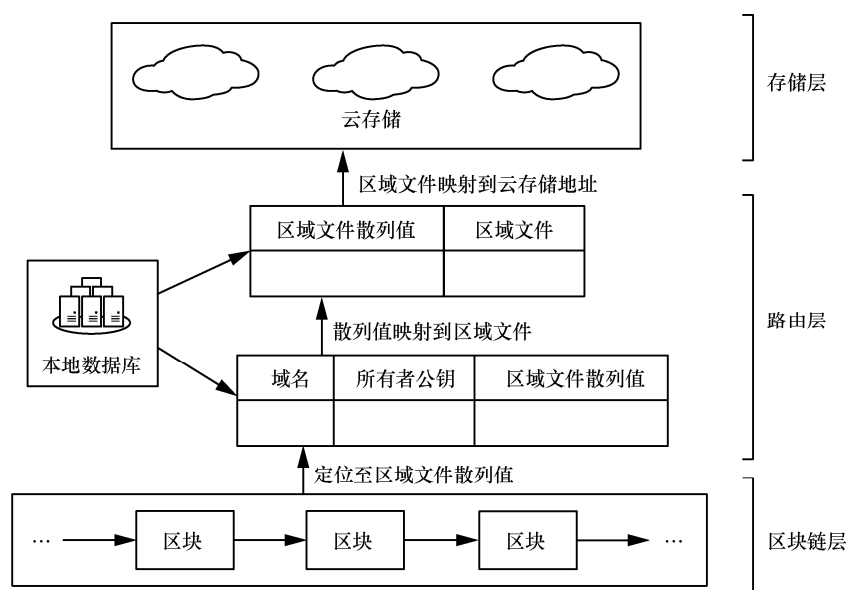 云存储
存储层
区域文件映射到云存储地址
区域文件散列值
区域文件
本地数据库
散列值映射到区域文件
路由层
域名
所有者公钥
区域文件散列值
定位至区域文件散列值
…
区块
区块
区块
…
区块链层